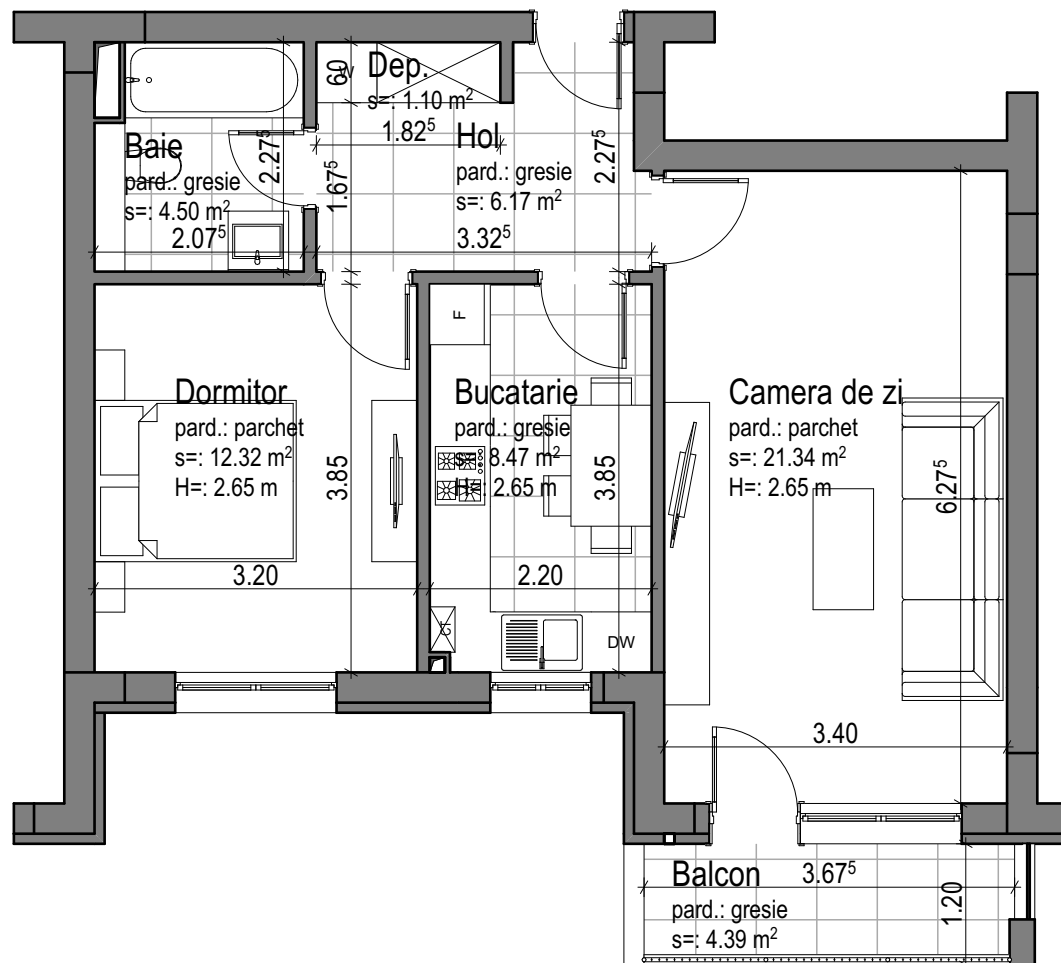 W
60
Dep.
s=: 1.10 m²
1.82⁵
Baie
pard.: gresie
s=: 4.50 m²
2.07⁵
2.27⁵
1.67⁵
Hol
pard.: gresie
s=: 6.17 m²
3.32⁵
2.27⁵
Dormitor
pard.: parchet
s=: 12.32 m²
H=: 2.65 m
3.85
3.20
F
Bucatarie
pard.: gresie
s=: 8.47 m²
H=: 2.65 m
3.85
2.20
CT
DW
Camera de zi
pard.: parchet
s=: 21.34 m²
H=: 2.65 m
6.27⁵
3.40
Balcon
3.67⁵
pard.: gresie
s=: 4.39 m²
1.20